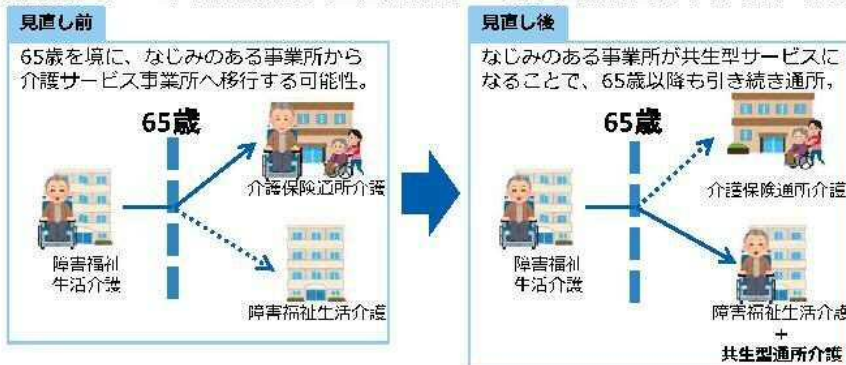 見直し前
65歳を境に、なじみのある事業所から
介護サービス事業所へ移行する可能性。
65歳
介護保険通所介護
障害福祉
生活介護
障害福祉生活介護
見直し後
なじみのある事業所が共生型サービスに
なることで、65歳以降も引き続き通所。
65歳
介護保険通所介護
障害福祉
生活介護
障害福祉生活介護
+
共生型通所介護